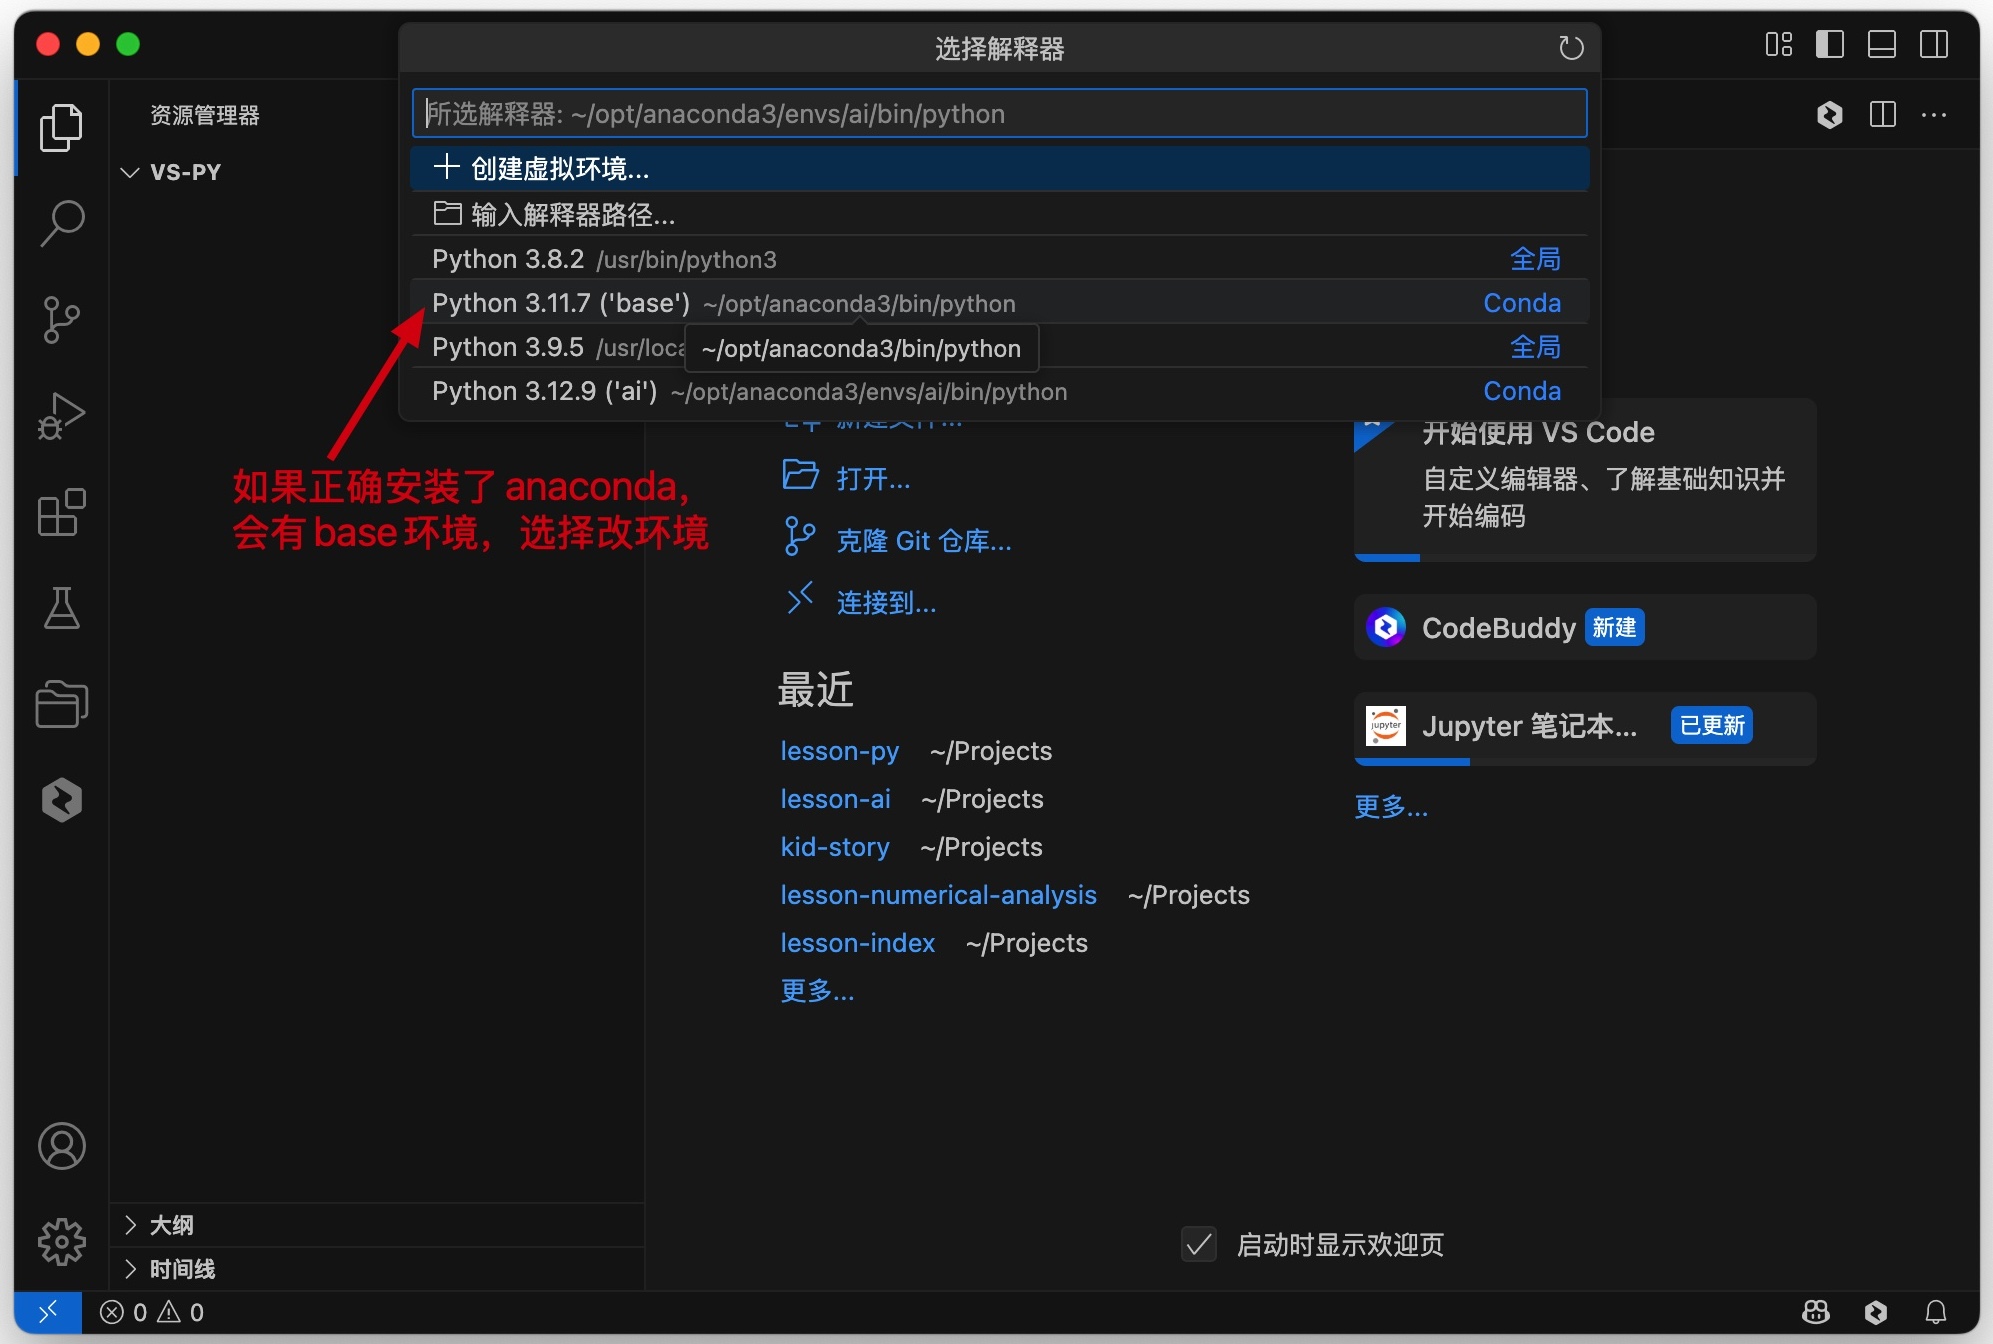 选择解释器
所选解释器: ~/opt/anaconda3/envs/ai/bin/python
创建虚拟环境...
输入解释器路径...
Python 3.8.2 /usr/bin/python3 全局
Python 3.11.7 ('base') ~/opt/anaconda3/bin/python Conda
Python 3.9.5 /usr/loca 全局
~/opt/anaconda3/bin/python
Python 3.12.9 ('ai') ~/opt/anaconda3/envs/ai/bin/python Conda
资源管理器
VS-PY
如果正确安装了 anaconda，
会有 base 环境，选择改环境
新建文件...
打开...
克隆 Git 仓库...
连接到...
最近
lesson-py ~/Projects
lesson-ai ~/Projects
kid-story ~/Projects
lesson-numerical-analysis ~/Projects
lesson-index ~/Projects
更多...
开始使用 VS Code
自定义编辑器、了解基础知识并
开始编码
CodeBuddy 新建
jupyter
Jupyter 笔记本... 已更新
更多...
大纲
时间线
启动时显示欢迎页
0 0